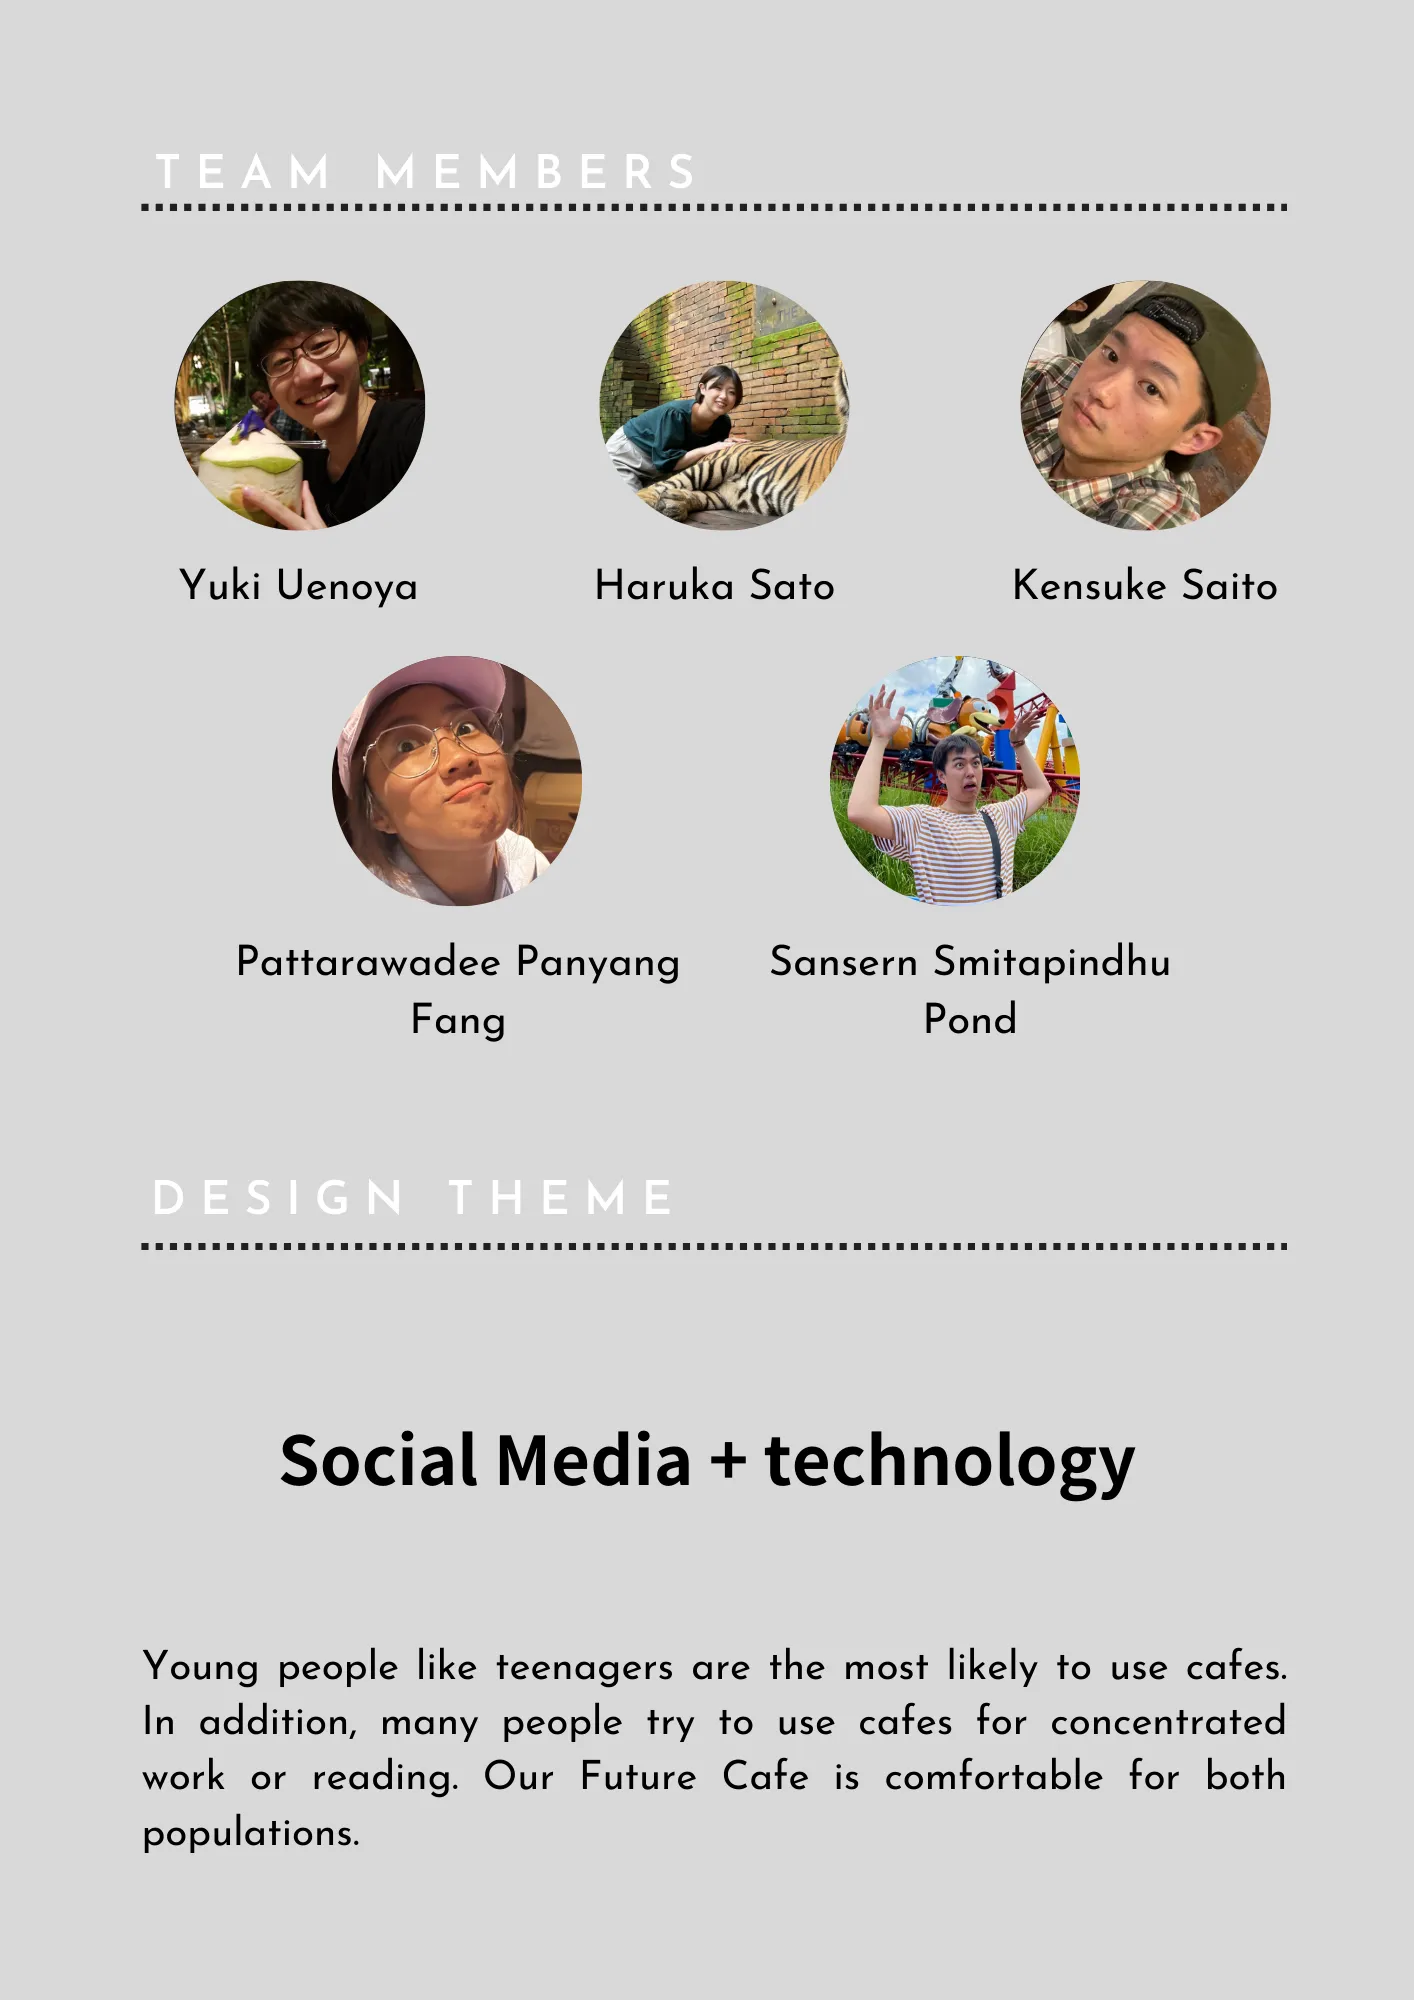 TEAM MEMBERS
THE
Yuki Uenoya
Haruka Sato
Kensuke Saito
Pattarawadee Panyang
Fang
Sansern Smitapindhu
Pond
DESIGN THEME
Social Media + technology
Young people like teenagers are the most likely to use cafes.
In addition, many people try to use cafes for concentrated
work or reading. Our Future Cafe is comfortable for both
populations.